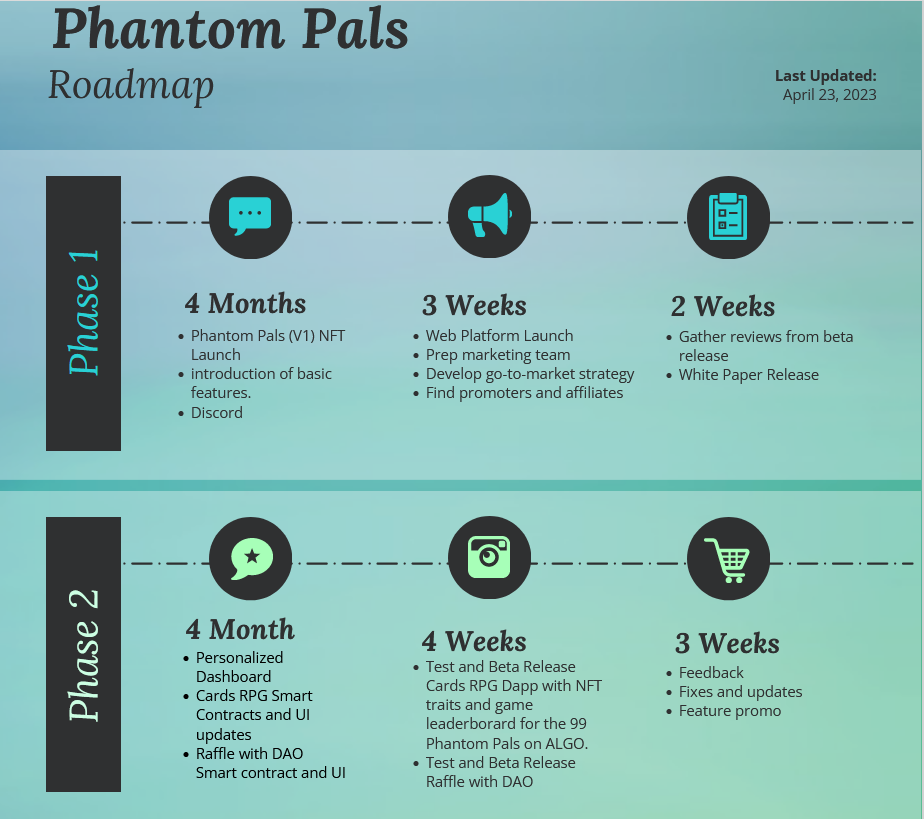 Phantom Pals
Roadmap
Last Updated:
April 23, 2023
Phase 1
4 Months
• Phantom Pals (V1) NFT
Launch
• introduction of basic
features.
• Discord
3 Weeks
• Web Platform Launch
• Prep marketing team
• Develop go-to-market strategy
• Find promoters and affiliates
2 Weeks
• Gather reviews from beta
release
• White Paper Release
Phase 2
4 Month
• Personalized
Dashboard
• Cards RPG Smart
Contracts and UI
updates
• Raffle with DAO
Smart contract and UI
4 Weeks
• Test and Beta Release
Cards RPG Dapp with NFT
traits and game
leaderborard for the 99
Phantom Pals on ALGO.
• Test and Beta Release
Raffle with DAO
3 Weeks
• Feedback
• Fixes and updates
• Feature promo